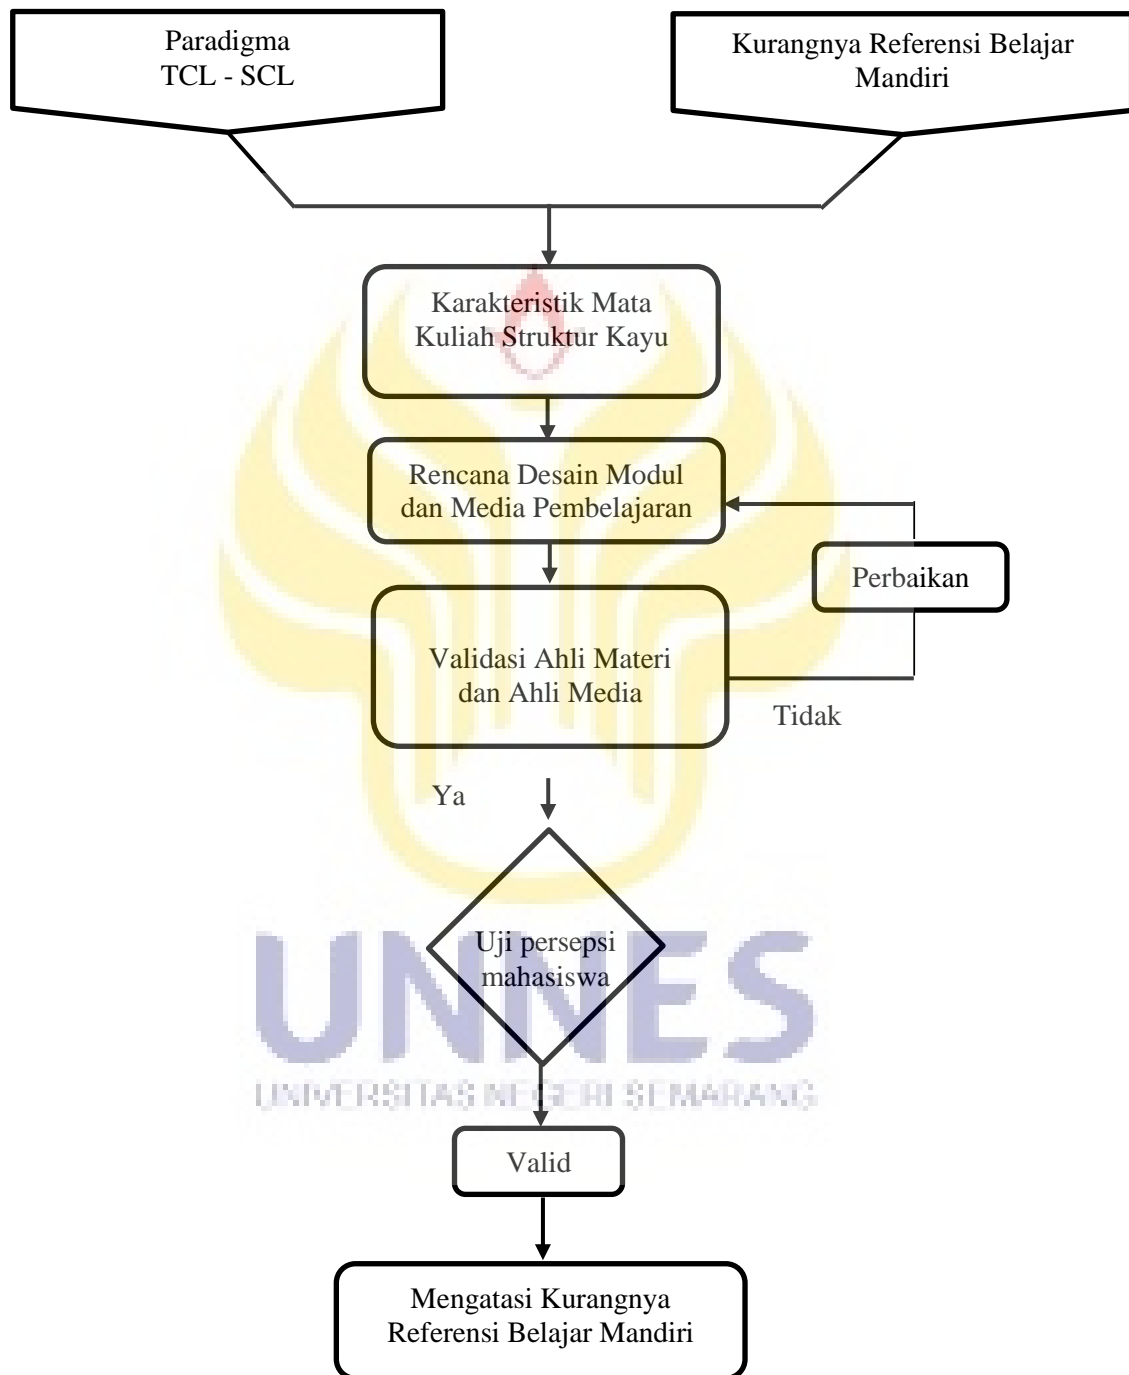 Paradigma
TCL - SCL
Kurangnya Referensi Belajar
Mandiri
Karakteristik Mata
Kuliah Struktur Kayu
Rencana Desain Modul
dan Media Pembelajaran
Perbaikan
Validasi Ahli Materi
dan Ahli Media
Tidak
Ya
Uji persepsi
mahasiswa
UNNES
UNIVERSITAS NEGERI SEMARANG
Valid
Mengatasi Kurangnya
Referensi Belajar Mandiri